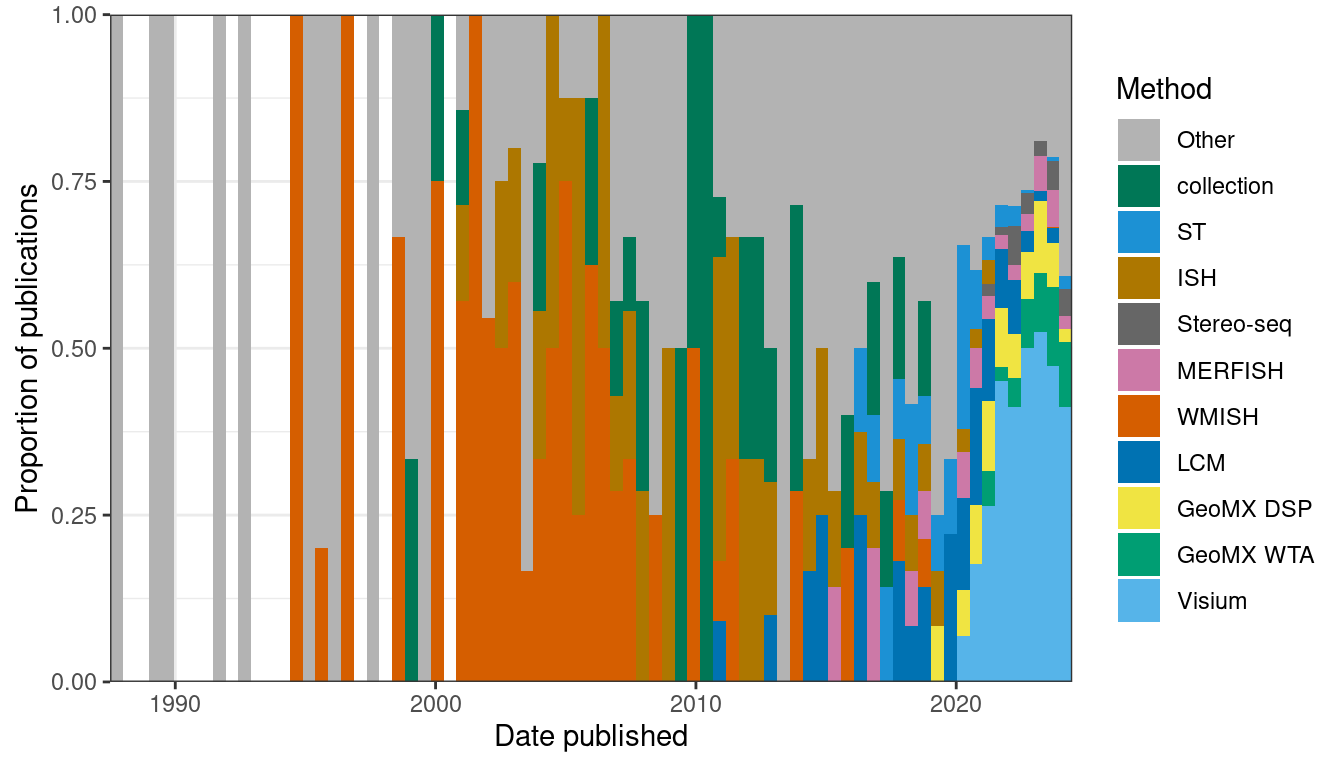 1.00
0.75
0.50
0.25
0.00
Proportion of publications
1990
2000
2010
2020
Date published
Method
Other
collection
ST
ISH
Stereo-seq
MERFISH
WMISH
LCM
GeoMX DSP
GeoMX WTA
Visium